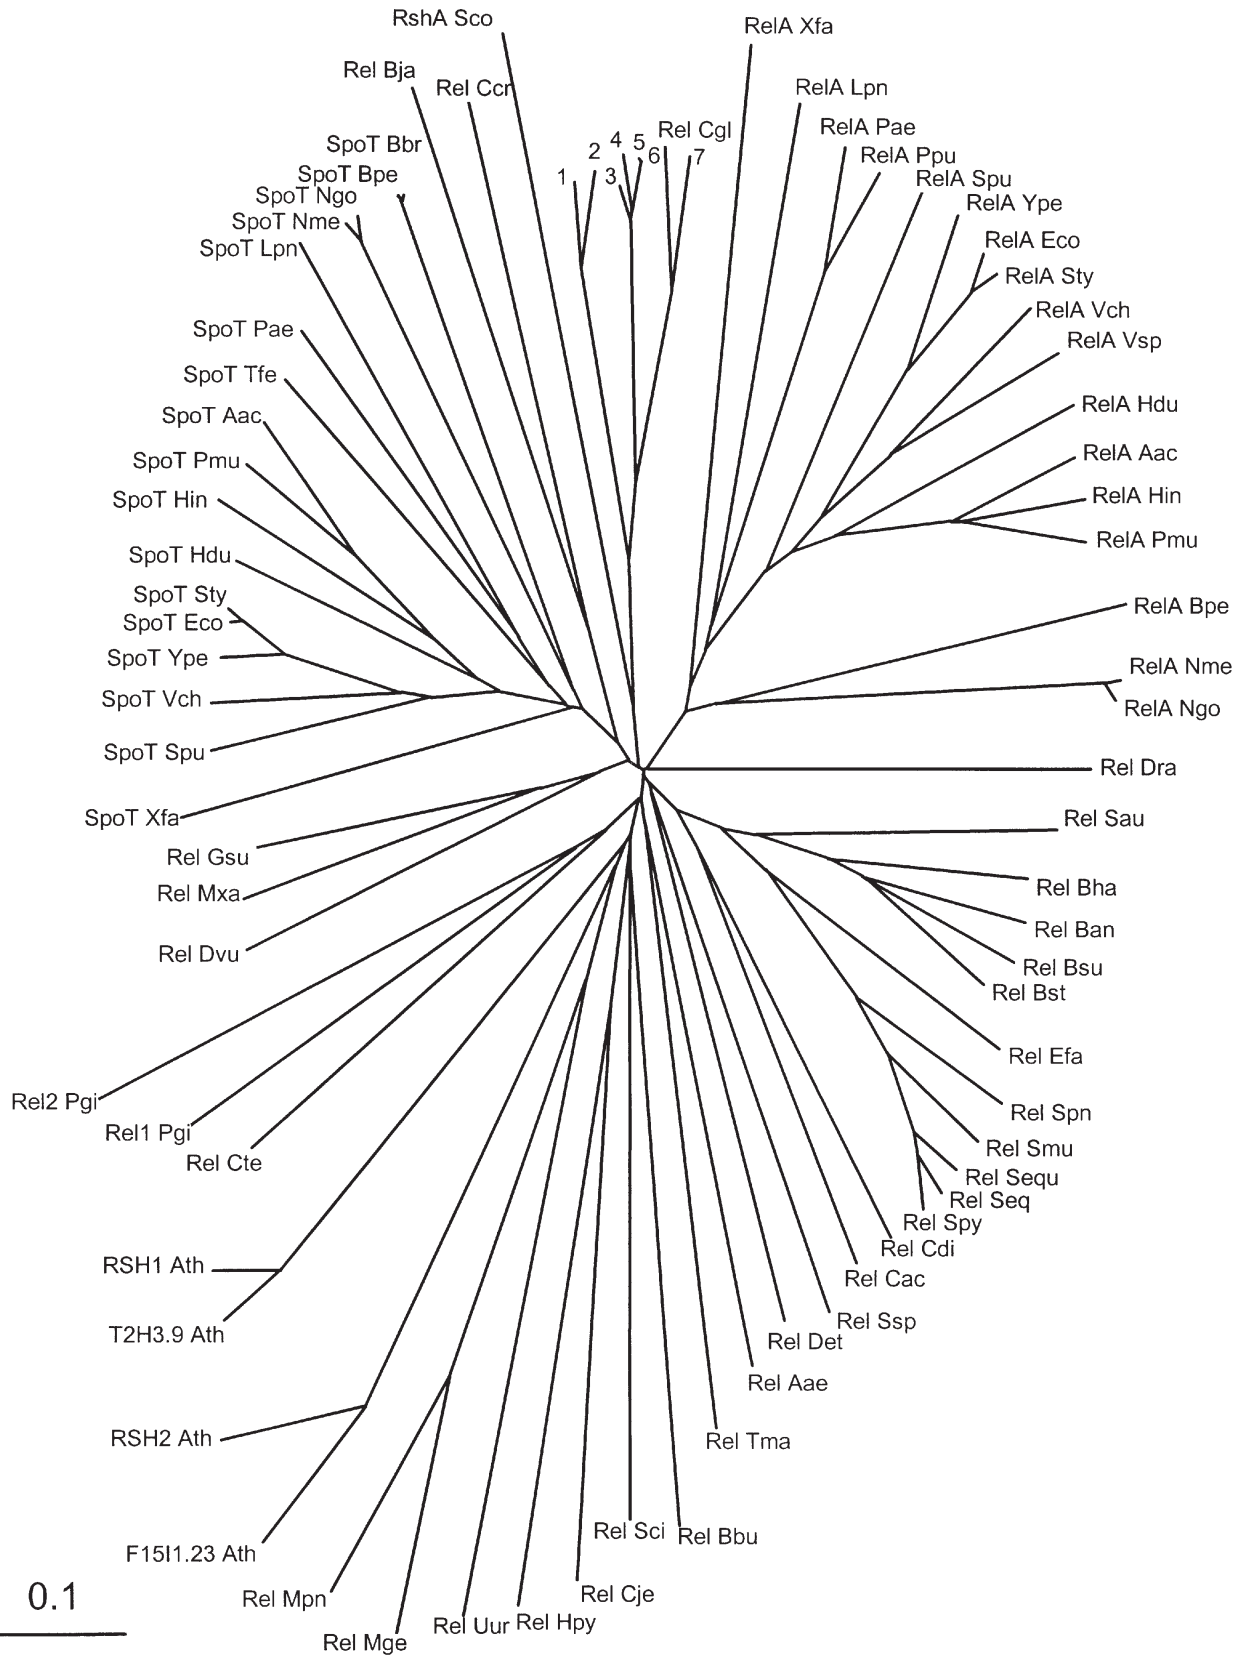 RshA Sco
RelA Xfa
Rel Bja
Rel Ccr
RelA Lpn
SpoT Bbr
2
4
5
Rel Cgl
RelA Pae
SpoT Bpe
1
3
6
7
RelA Ppu
SpoT Ngo
RelA Spu
SpoT Nme
RelA Ype
SpoT Lpn
RelA Eco
RelA Sty
RelA Vch
SpoT Pae
RelA Vsp
SpoT Tfe
SpoT Aac
RelA Hdu
SpoT Pmu
RelA Aac
SpoT Hin
RelA Hin
RelA Pmu
SpoT Hdu
SpoT Sty
RelA Bpe
SpoT Eco
SpoT Ype
RelA Nme
SpoT Vch
RelA Ngo
SpoT Spu
Rel Dra
SpoT Xfa
Rel Sau
Rel Gsu
Rel Mxa
Rel Bha
Rel Ban
Rel Dvu
Rel Bsu
Rel Bst
Rel Efa
Rel2 Pgi
Rel Spn
Rel1 Pgi
Rel Smu
Rel Cte
Rel Sequ
Rel Seq
Rel Spy
Rel Cdi
RSH1 Ath
Rel Cac
T2H3.9 Ath
Rel Ssp
Rel Det
Rel Aae
RSH2 Ath
Rel Tma
Rel Sci
Rel Bbu
F15I1.23 Ath
0.1
Rel Mpn
Rel Cje
Rel Uur
Rel Hpy
Rel Mge